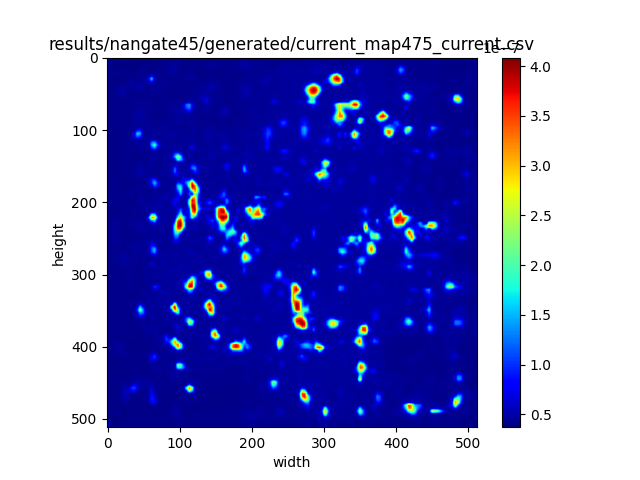 results/nangate45/generated/current_map475_current.csv
1e−7
0
100
200
300
400
500
height
0 100 200 300 400 500
width
4.0
3.5
3.0
2.5
2.0
1.5
1.0
0.5